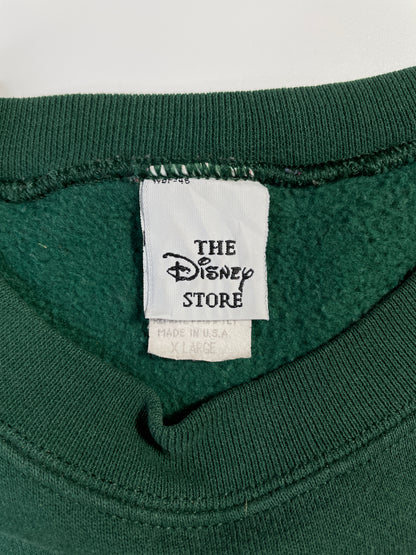 THE
Disney
STORE
MADE IN U.S.A
X LARGE